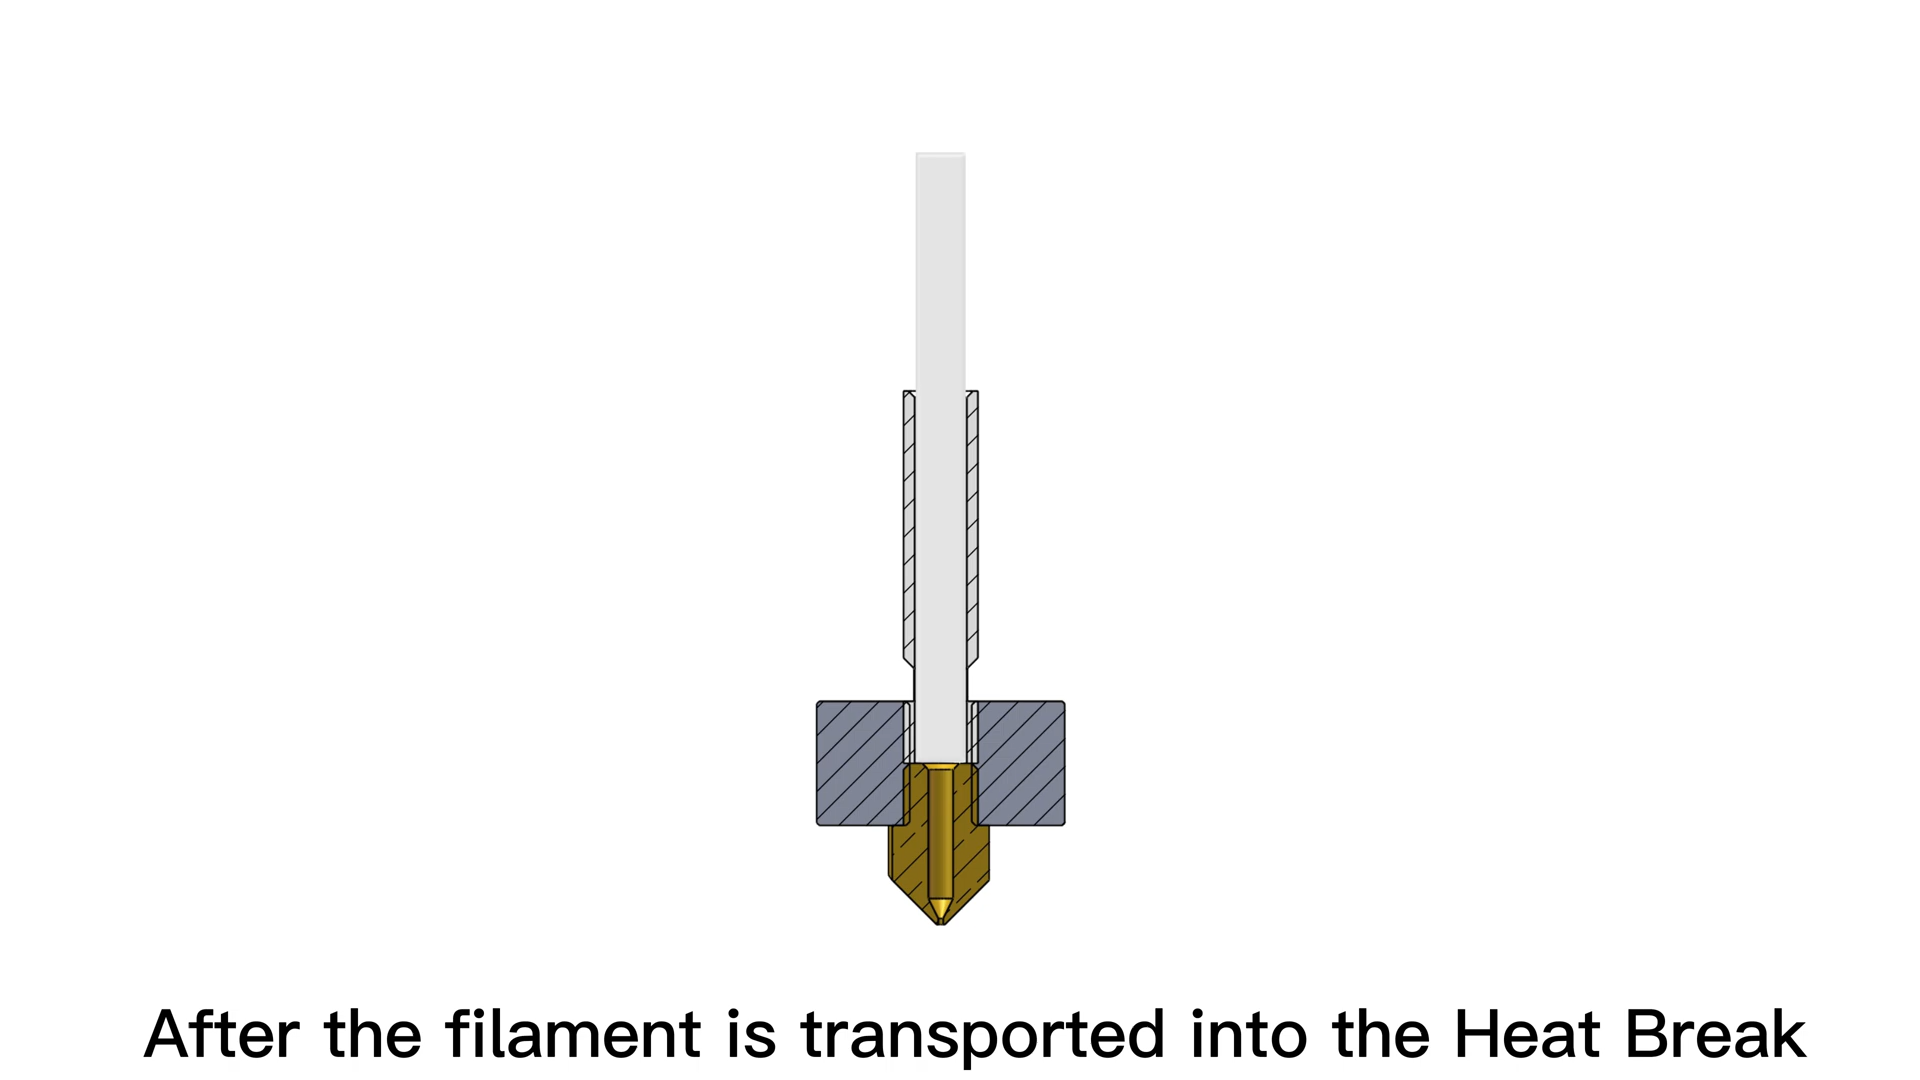 After the filament is transported into the Heat Break